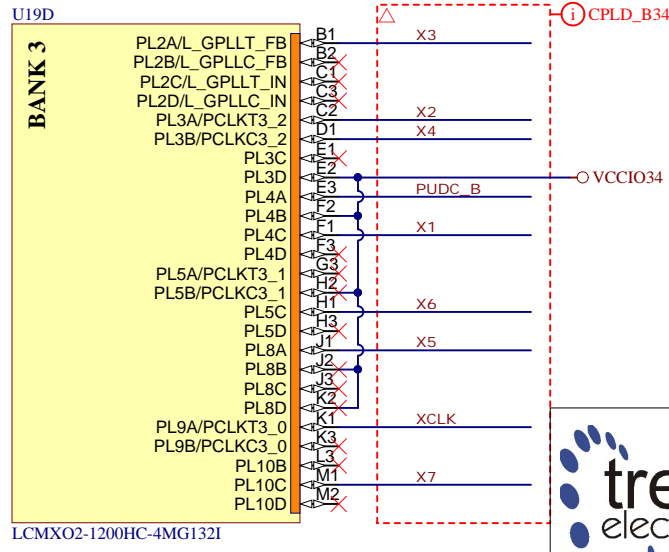 U19D
CPLD_B34
BANK 3
PL2A/L_GPLLT_FB B1 X3
PL2B/L_GPLLC_FB B2
PL2C/L_GPLLT_IN C1
PL2D/L_GPLLC_IN C3
PL3A/PCLKT3_2 C2 X2
PL3B/PCLKC3_2 D1 X4
PL3C E1
PL3D E2 VCCIO34
PL4A E3 PUDC_B
PL4B F2
PL4C F1 X1
PL4D F3
PL5A/PCLKT3_1 G3
PL5B/PCLKC3_1 H2
PL5C H1 X6
PL5D H3
PL8A J1 X5
PL8B J2
PL8C J3
PL8D K2
PL9A/PCLKT3_0 K1 XCLK
PL9B/PCLKC3_0 K3
PL10B L3
PL10C M1 X7
PL10D M2
LCMXO2-1200HC-4MG132I
tre
elec